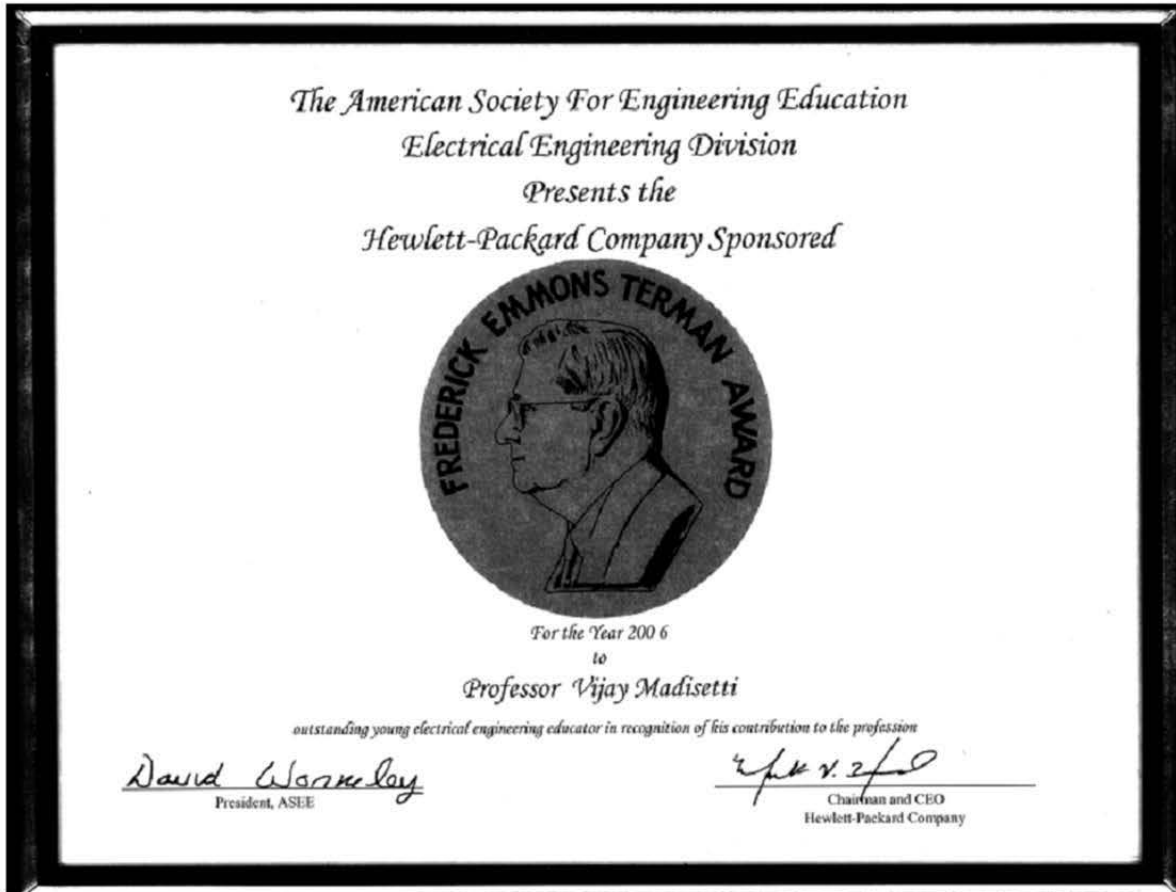 The American Society For Engineering Education
Electrical Engineering Division
Presents the
Hewlett-Packard Company Sponsored
FREDERICK EMMONS TERMAN AWARD
For the Year 200 6
to
Professor Vijay Madisetti
outstanding young electrical engineering educator in recognition of his contribution to the profession
David
President, ASEE
Chairman and CEO
Hewlett-Packard Company